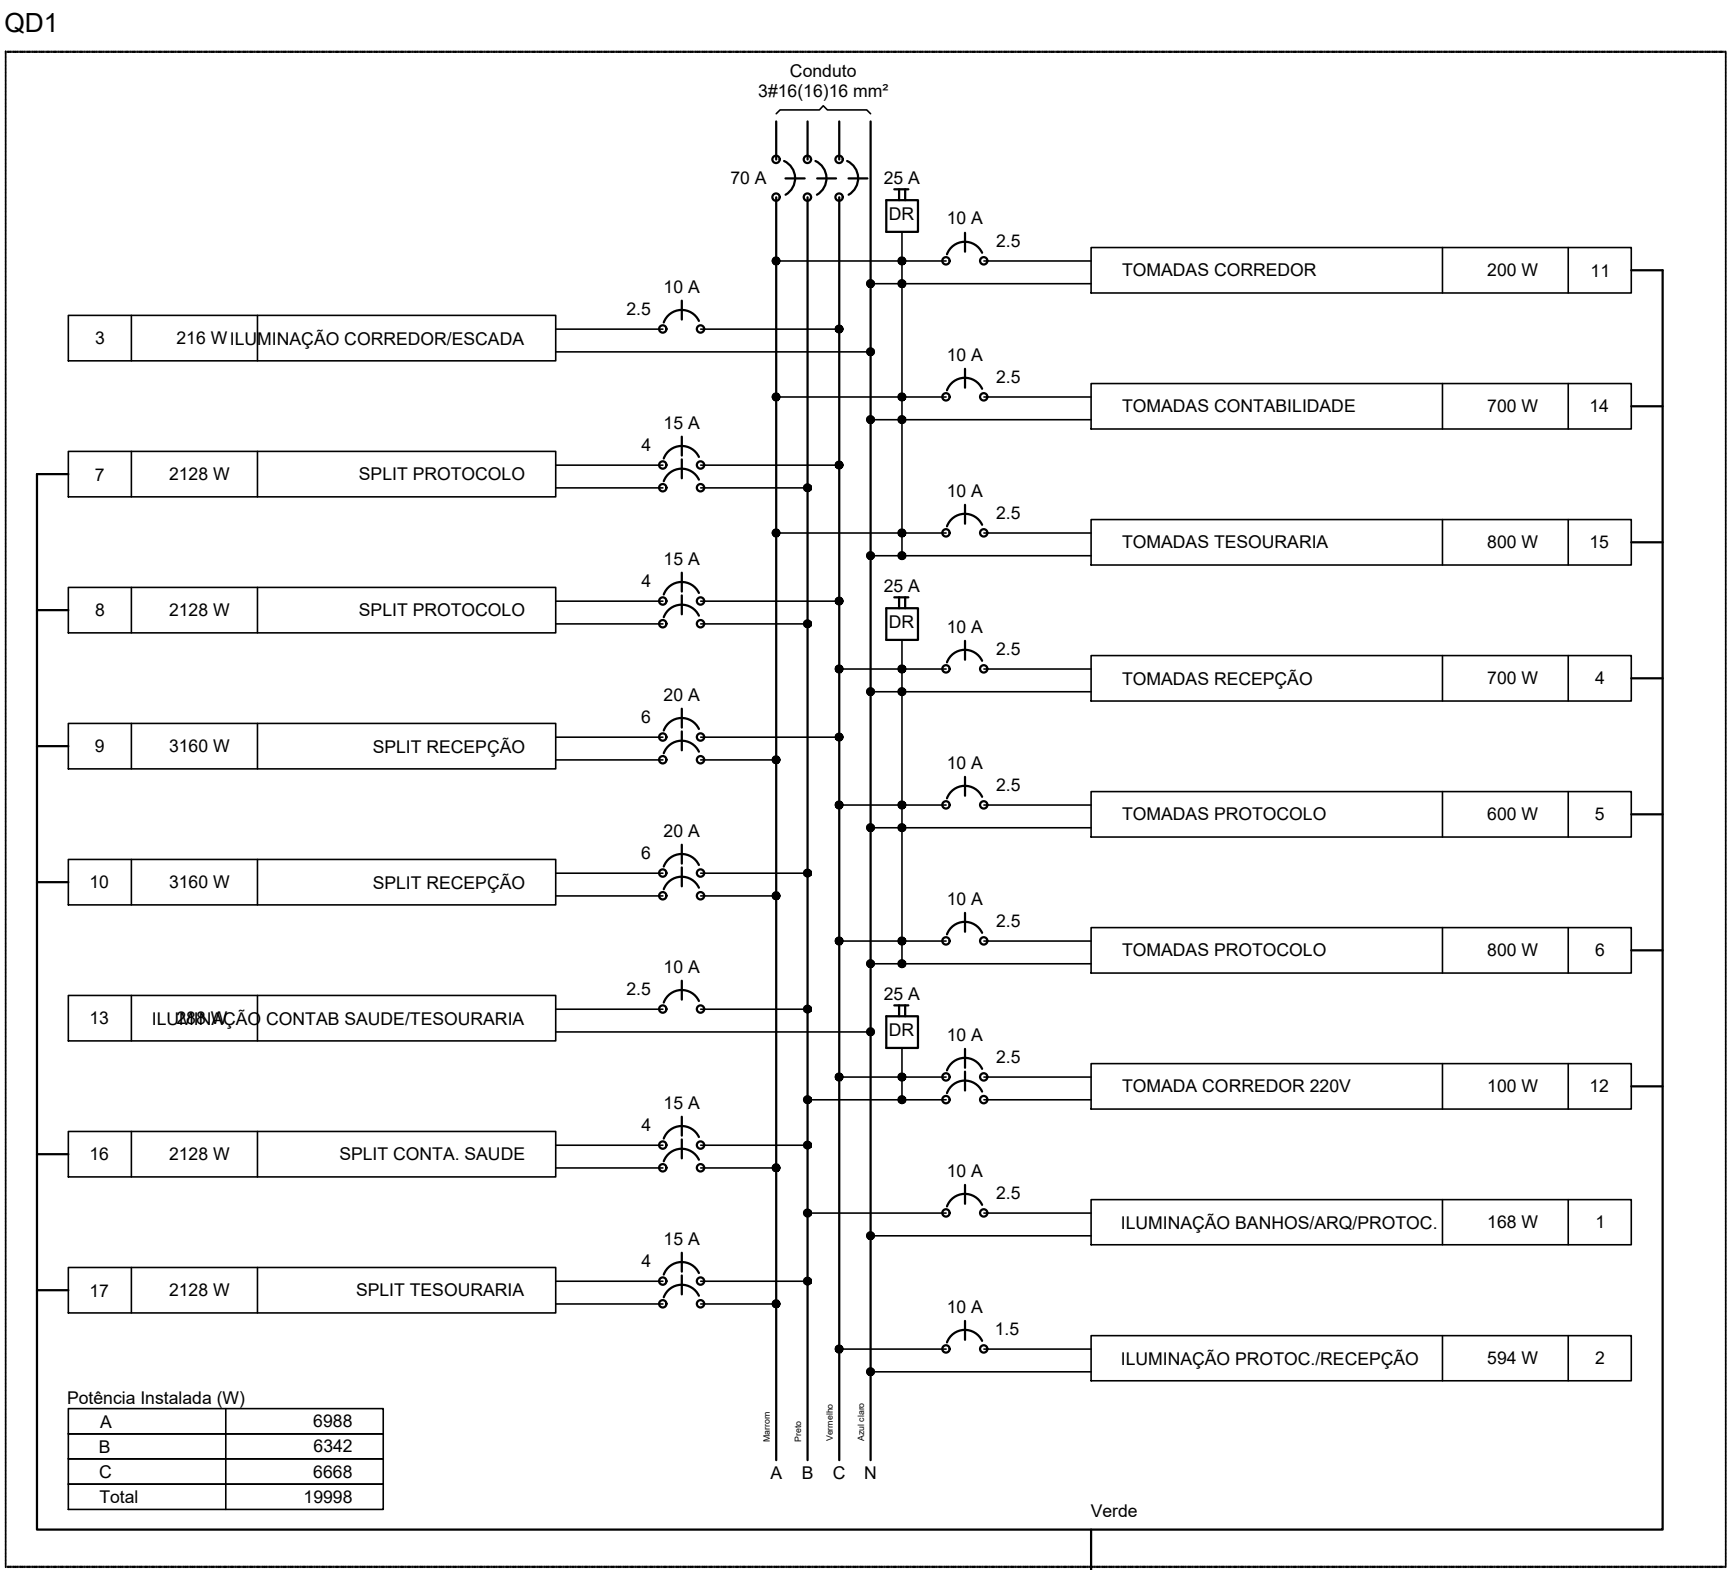 QD1
Conduto
3#16(16)16 mm²
70 A
25 A
DR
10 A
2.5
TOMADAS CORREDOR 200 W 11
10 A
2.5
3 216 W ILUMINAÇÃO CORREDOR/ESCADA
10 A
2.5
TOMADAS CONTABILIDADE 700 W 14
15 A
4
7 2128 W SPLIT PROTOCOLO
10 A
2.5
TOMADAS TESOURARIA 800 W 15
15 A
4
8 2128 W SPLIT PROTOCOLO
25 A
DR
10 A
2.5
TOMADAS RECEPÇÃO 700 W 4
20 A
6
9 3160 W SPLIT RECEPÇÃO
10 A
2.5
TOMADAS PROTOCOLO 600 W 5
20 A
6
10 3160 W SPLIT RECEPÇÃO
10 A
2.5
TOMADAS PROTOCOLO 800 W 6
10 A
2.5
13 288 W ILUMINAÇÃO CONTAB SAUDE/TESOURARIA
25 A
DR
10 A
2.5
TOMADA CORREDOR 220V 100 W 12
15 A
4
16 2128 W SPLIT CONTA. SAUDE
10 A
2.5
ILUMINAÇÃO BANHOS/ARQ/PROTOC. 168 W 1
15 A
4
17 2128 W SPLIT TESOURARIA
10 A
1.5
ILUMINAÇÃO PROTOC./RECEPÇÃO 594 W 2
Potência Instalada (W)
A 6988
B 6342
C 6668
Total 19998
Marrom
Preto
Vermelho
Azul claro
A B C N
Verde